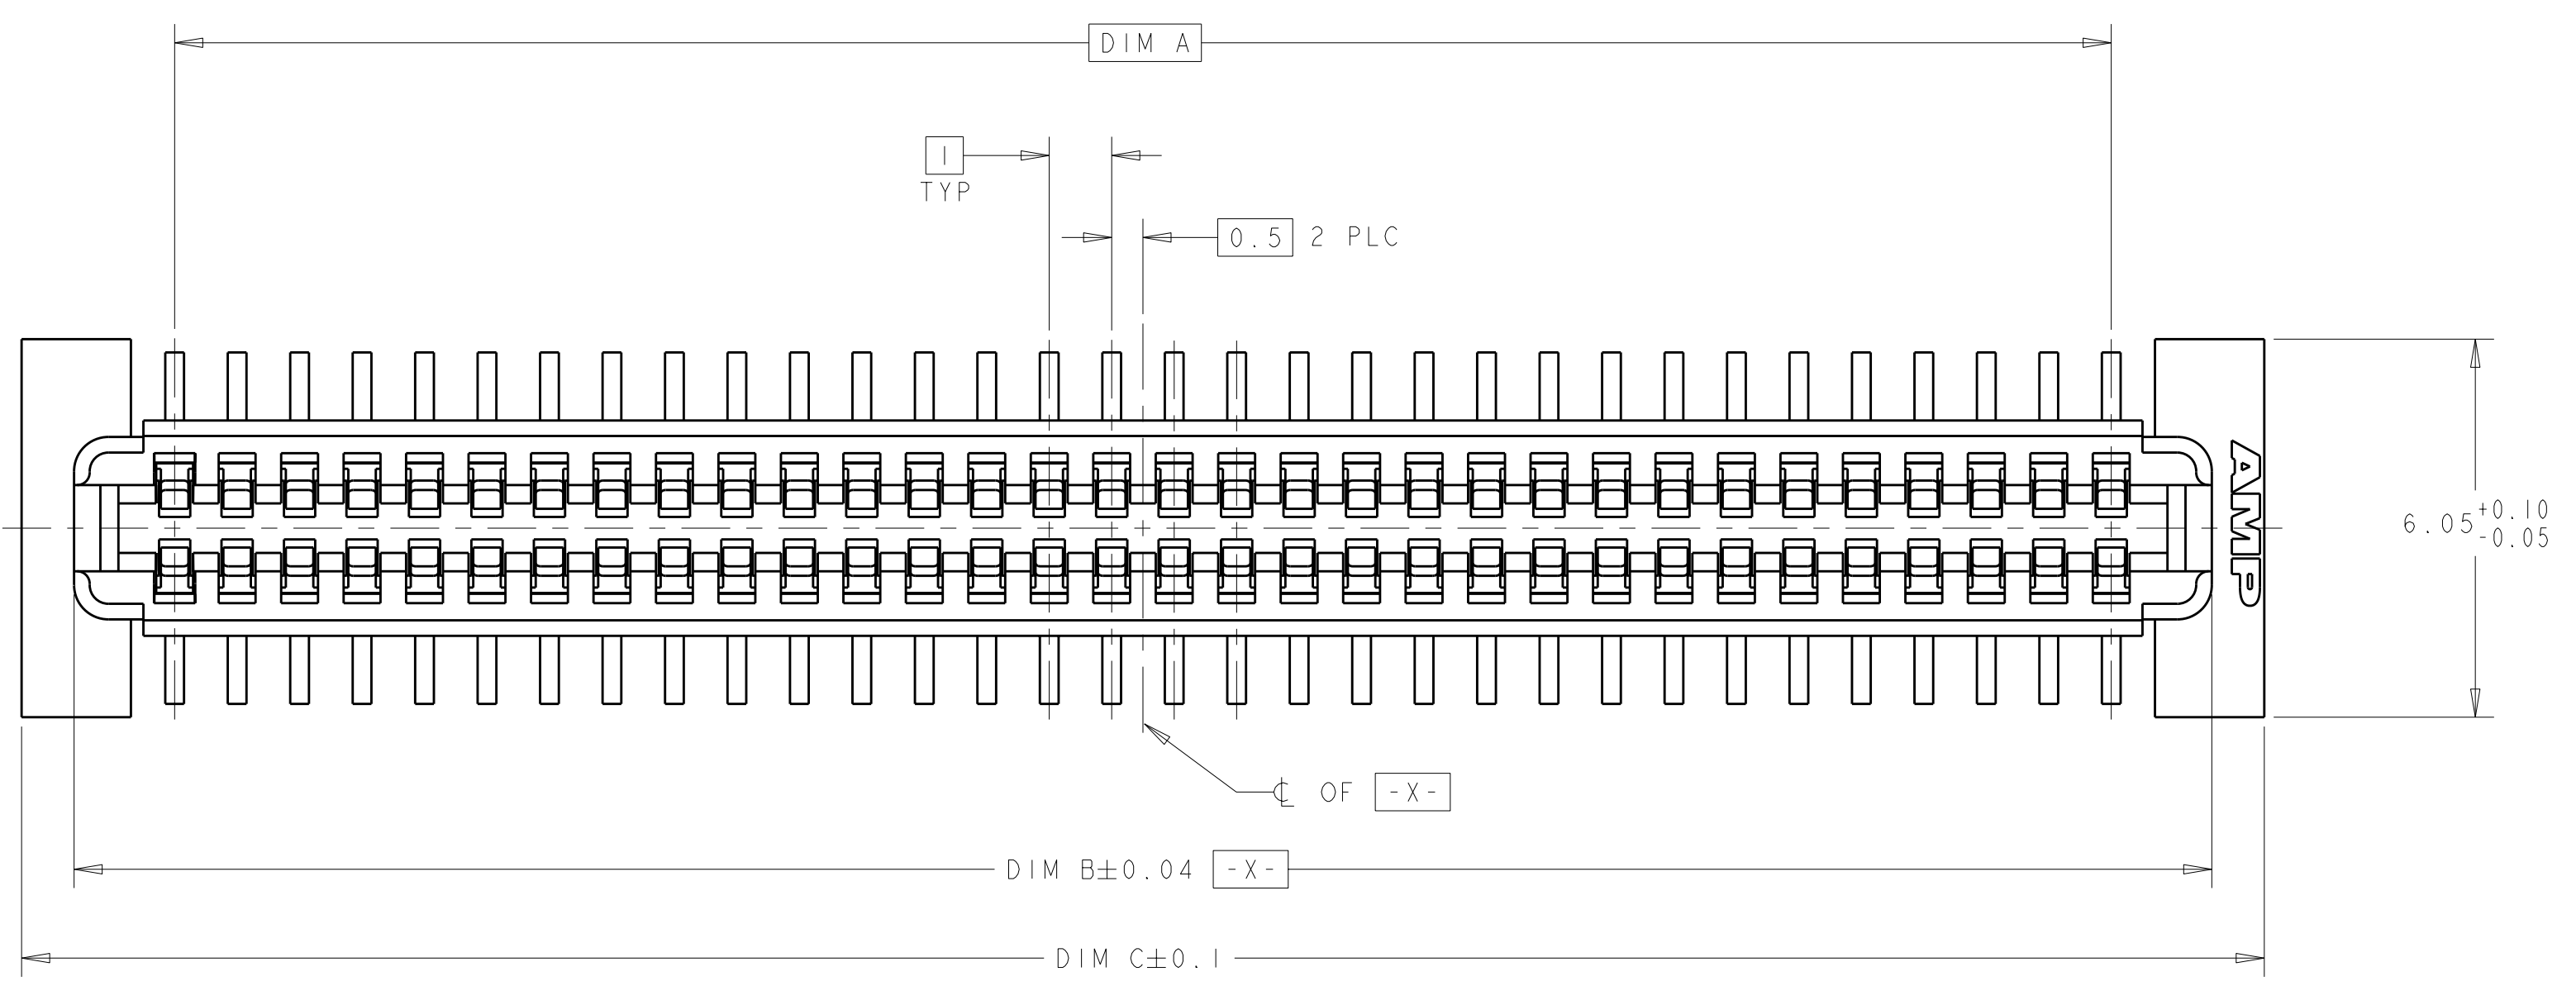 DIM A
1
TYP
0.5 2 PLC
AMP
6.05 +0.10
-0.05
℄ OF -X-
DIM B±0.04 -X-
DIM C±0.1